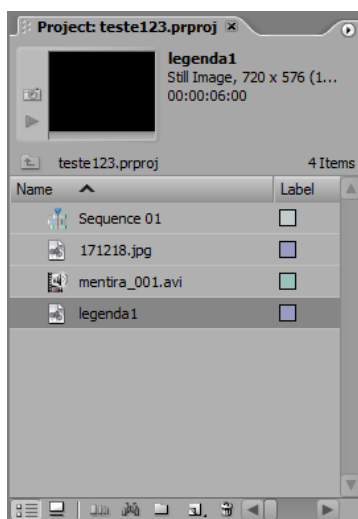 Project: teste123.prproj
legenda1
Still Image, 720 x 576 (1...
00:00:06:00
teste123.prproj 4 Items
Name Label
Sequence 01
171218.jpg
mentira_001.avi
legenda1